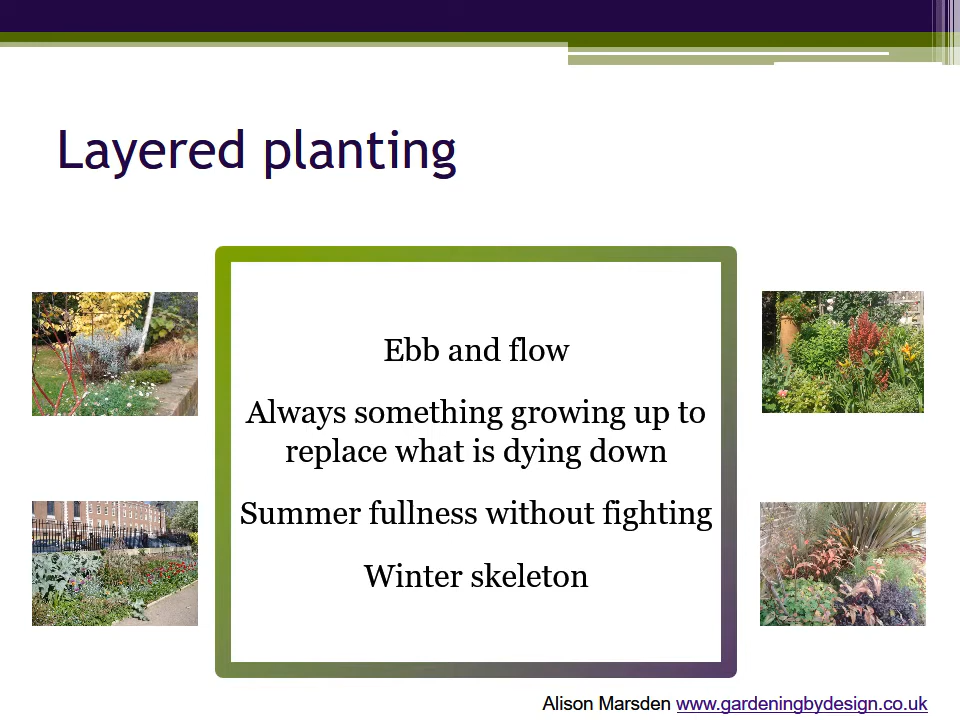 Layered planting
Ebb and flow
Always something growing up to
replace what is dying down
Summer fullness without fighting
Winter skeleton
Alison Marsden www.gardeningbydesign.co.uk